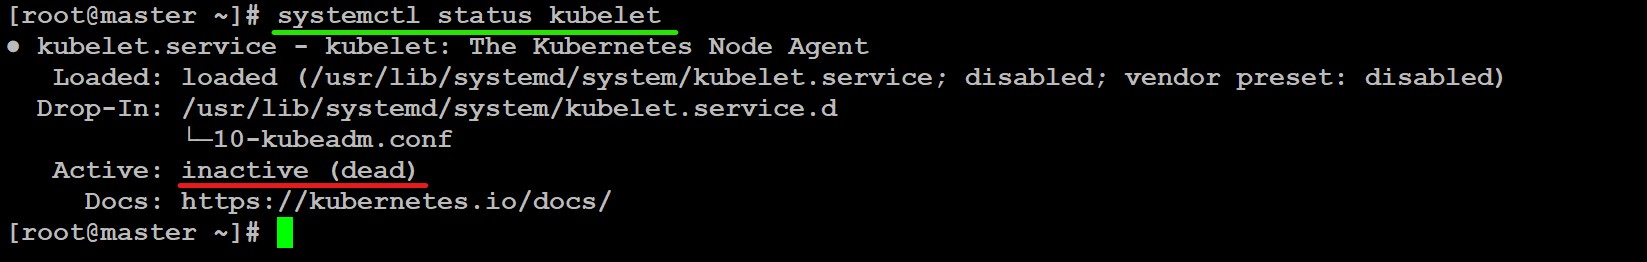 [root@master ~]# systemctl status kubelet
● kubelet.service - kubelet: The Kubernetes Node Agent
   Loaded: loaded (/usr/lib/systemd/system/kubelet.service; disabled; vendor preset: disabled)
  Drop-In: /usr/lib/systemd/system/kubelet.service.d
           └─10-kubeadm.conf
   Active: inactive (dead)
     Docs: https://kubernetes.io/docs/
[root@master ~]#